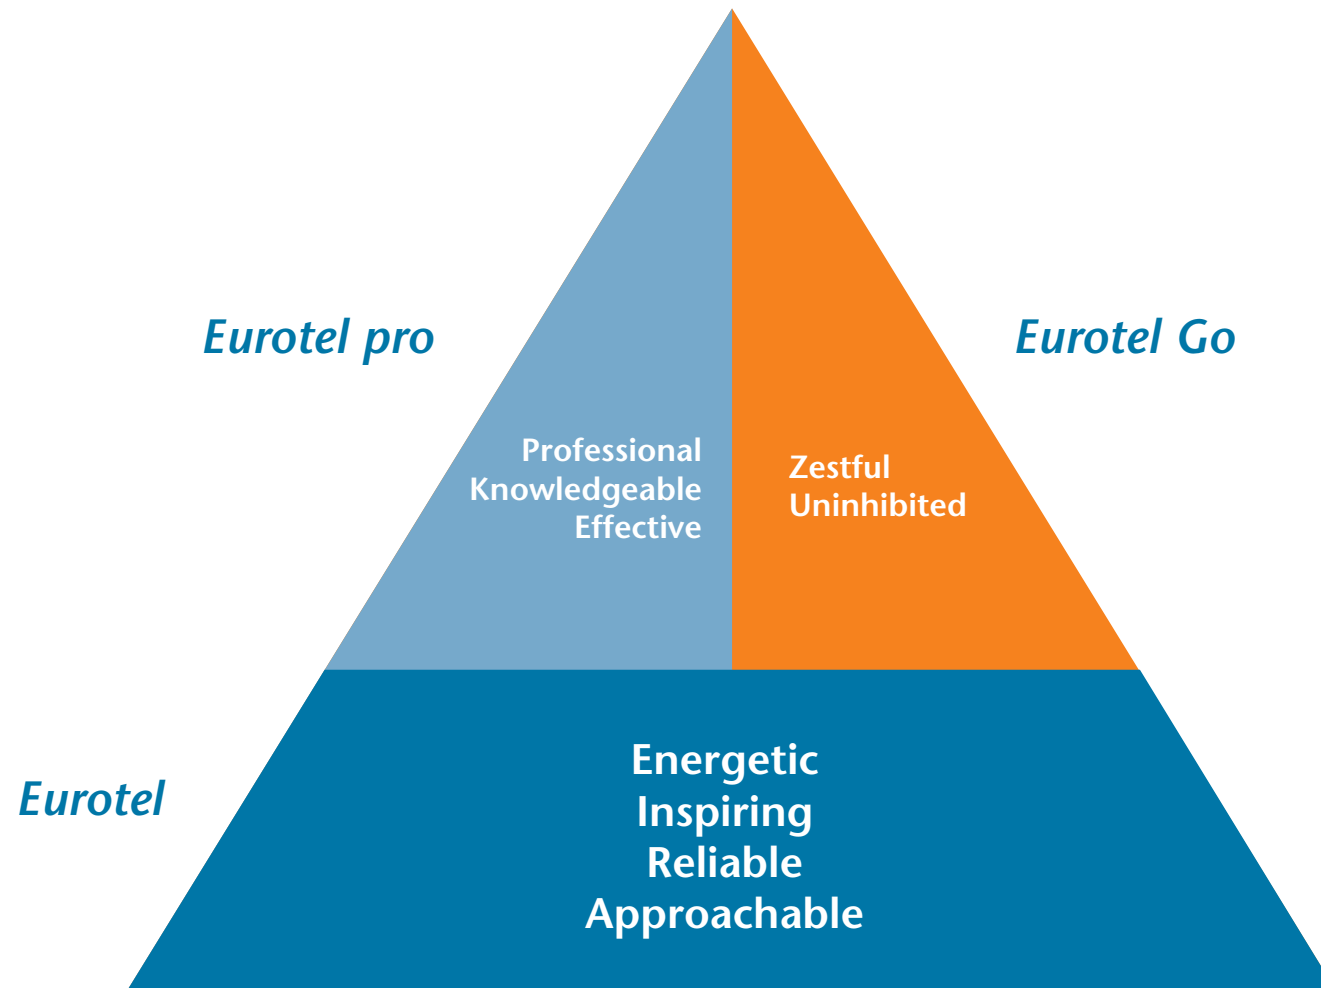 Eurotel pro
Eurotel Go
Professional
Knowledgeable
Effective
Zestful
Uninhibited
Eurotel
Energetic
Inspiring
Reliable
Approachable